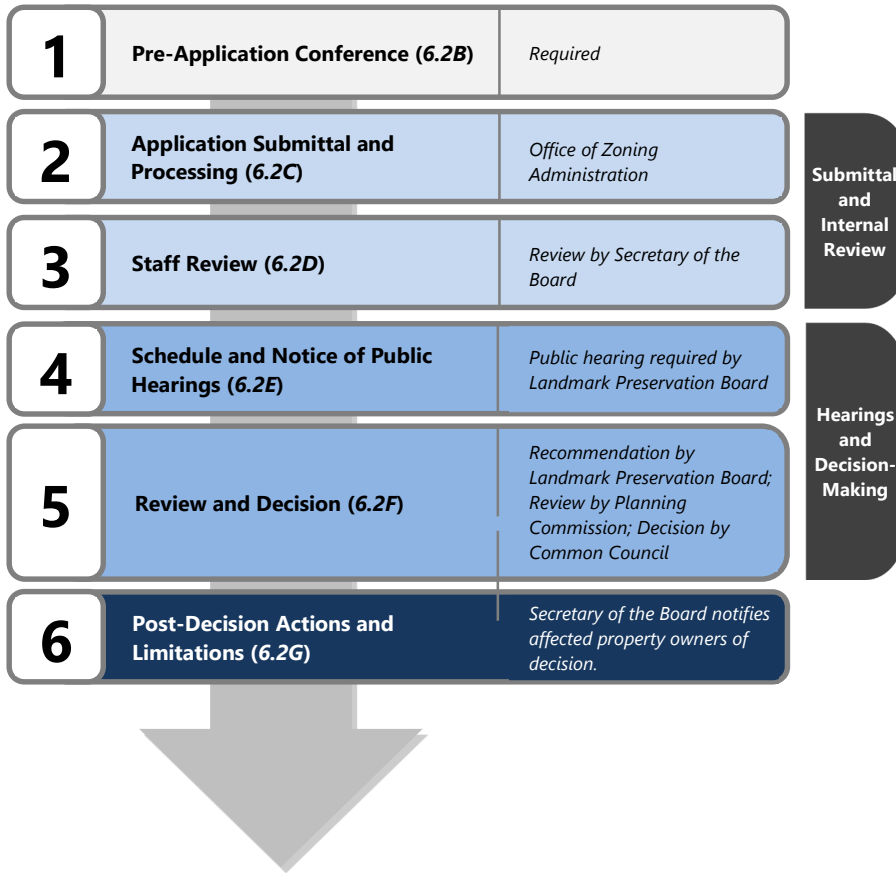 1
Pre-Application Conference (6.2B)
Required
2
Application Submittal and
Processing (6.2C)
Office of Zoning
Administration
3
Staff Review (6.2D)
Review by Secretary of the
Board
Submittal
and
Internal
Review
4
Schedule and Notice of Public
Hearings (6.2E)
Public hearing required by
Landmark Preservation Board
5
Review and Decision (6.2F)
Recommendation by
Landmark Preservation Board;
Review by Planning
Commission; Decision by
Common Council
Hearings
and
Decision-
Making
6
Post-Decision Actions and
Limitations (6.2G)
Secretary of the Board notifies
affected property owners of
decision.